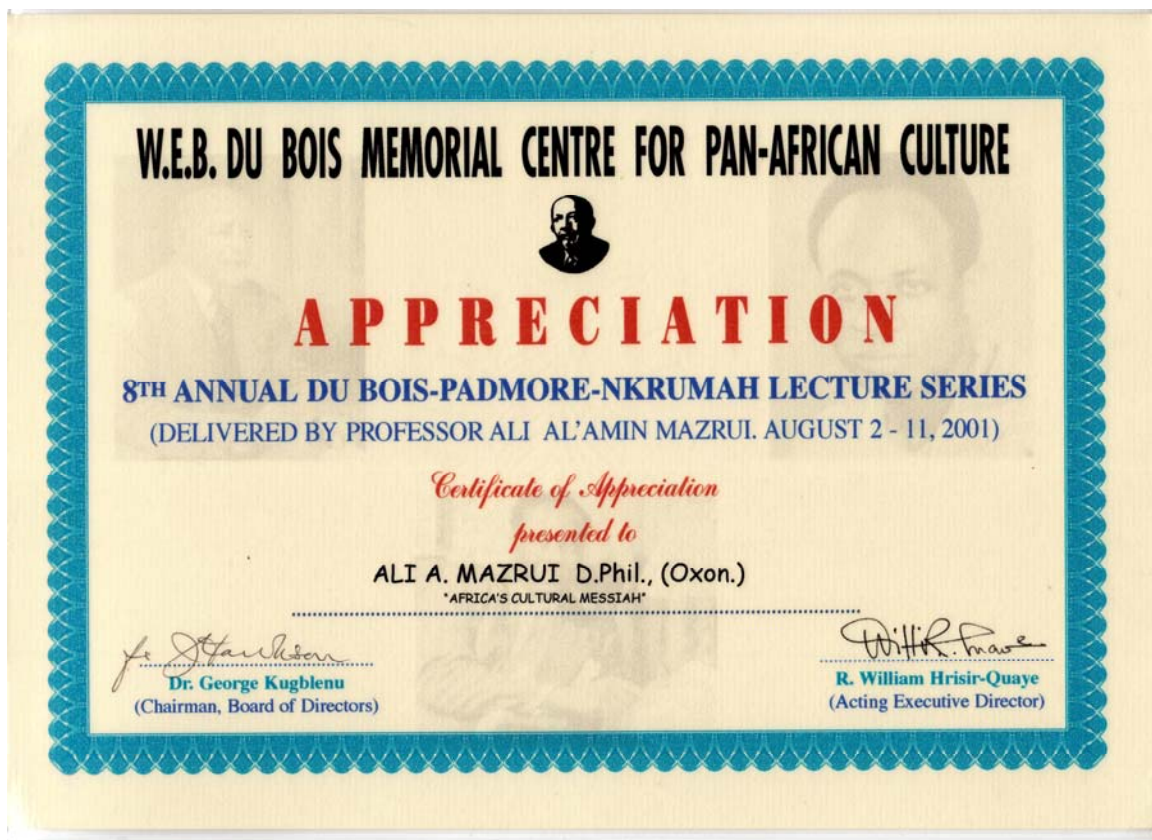 W.E.B. DU BOIS MEMORIAL CENTRE FOR PAN-AFRICAN CULTURE
APPRECIATION
8TH ANNUAL DU BOIS-PADMORE-NKRUMAH LECTURE SERIES
(DELIVERED BY PROFESSOR ALI AL'AMIN MAZRUI. AUGUST 2 - 11, 2001)
Certificate of Appreciation
presented to
ALI A. MAZRUI D.Phil., (Oxon.)
"AFRICA'S CULTURAL MESSIAH"
Dr. George Kugblenu
(Chairman, Board of Directors)
R. William Hrisir-Quaye
(Acting Executive Director)